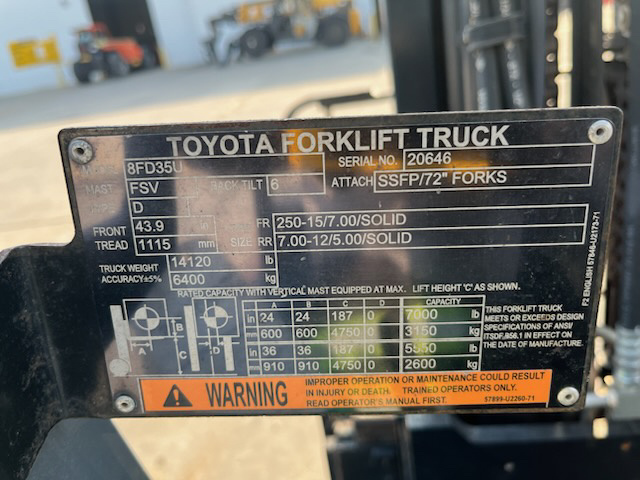 TOYOTA FORKLIFT TRUCK
8FD35U SERIAL NO. 20646
MAST FSV BACK TILT 6 ATTACH SSFP/72" FORKS
D
FRONT 43.9 in FR 250-15/7.00/SOLID
TREAD 1115 mm SIZE RR 7.00-12/5.00/SOLID
TRUCK WEIGHT 14120 lb
ACCURACY±5% 6400 kg
RATED CAPACITY WITH VERTICAL MAST EQUIPPED AT MAX. LIFT HEIGHT 'C' AS SHOWN.
A B C D CAPACITY
in 24 24 187 0 7000 lb
mm 600 600 4750 0 3150 kg
in 36 36 187 0 lb
mm 910 910 4750 0 2600 kg
A B C D
THIS FORKLIFT TRUCK
MEETS OR EXCEEDS DESIGN
SPECIFICATIONS OF ANSI/
ITSDF,B56.1 IN EFFECT ON
THE DATE OF MANUFACTURE.
F2 ENGLISH 57846-U2173-71
WARNING
IMPROPER OPERATION OR MAINTENANCE COULD RESULT
IN INJURY OR DEATH. TRAINED OPERATORS ONLY.
READ OPERATOR'S MANUAL FIRST. 57899-U2260-71